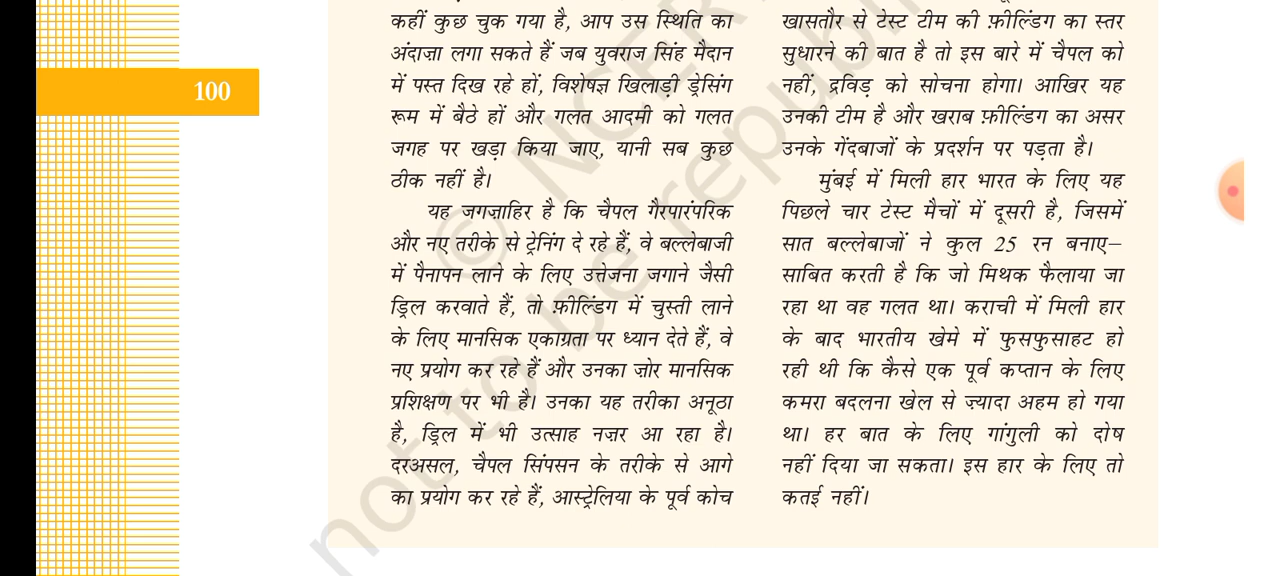 100
कहीं कुछ चुक गया है, आप उस स्थिति का
अंदाज़ा लगा सकते हैं जब युवराज सिंह मैदान
में पस्त दिख रहे हों, विशेषज्ञ खिलाड़ी ड्रेसिंग
रूम में बैठे हों और गलत आदमी को गलत
जगह पर खड़ा किया जाए, यानी सब कुछ
ठीक नहीं है।
यह जगज़ाहिर है कि चैपल गैरपारंपरिक
और नए तरीके से ट्रेनिंग दे रहे हैं, वे बल्लेबाजी
में पैनापन लाने के लिए उत्तेजना जगाने जैसी
ड्रिल करवाते हैं, तो फ़ील्डिंग में चुस्ती लाने
के लिए मानसिक एकाग्रता पर ध्यान देते हैं, वे
नए प्रयोग कर रहे हैं और उनका ज़ोर मानसिक
प्रशिक्षण पर भी है। उनका यह तरीका अनूठा
है, ड्रिल में भी उत्साह नज़र आ रहा है।
दरअसल, चैपल सिंपसन के तरीके से आगे
का प्रयोग कर रहे हैं, आस्ट्रेलिया के पूर्व कोच
खासतौर से टेस्ट टीम की फ़ील्डिंग का स्तर
सुधारने की बात है तो इस बारे में चैपल को
नहीं, द्रविड़ को सोचना होगा। आखिर यह
उनकी टीम है और खराब फ़ील्डिंग का असर
उनके गेंदबाजों के प्रदर्शन पर पड़ता है।
मुंबई में मिली हार भारत के लिए यह
पिछले चार टेस्ट मैचों में दूसरी है, जिसमें
सात बल्लेबाजों ने कुल 25 रन बनाए–
साबित करती है कि जो मिथक फैलाया जा
रहा था वह गलत था। कराची में मिली हार
के बाद भारतीय खेमे में फुसफुसाहट हो
रही थी कि कैसे एक पूर्व कप्तान के लिए
कमरा बदलना खेल से ज्यादा अहम हो गया
था। हर बात के लिए गांगुली को दोष
नहीं दिया जा सकता। इस हार के लिए तो
कतई नहीं।
© NCER
not to be republi